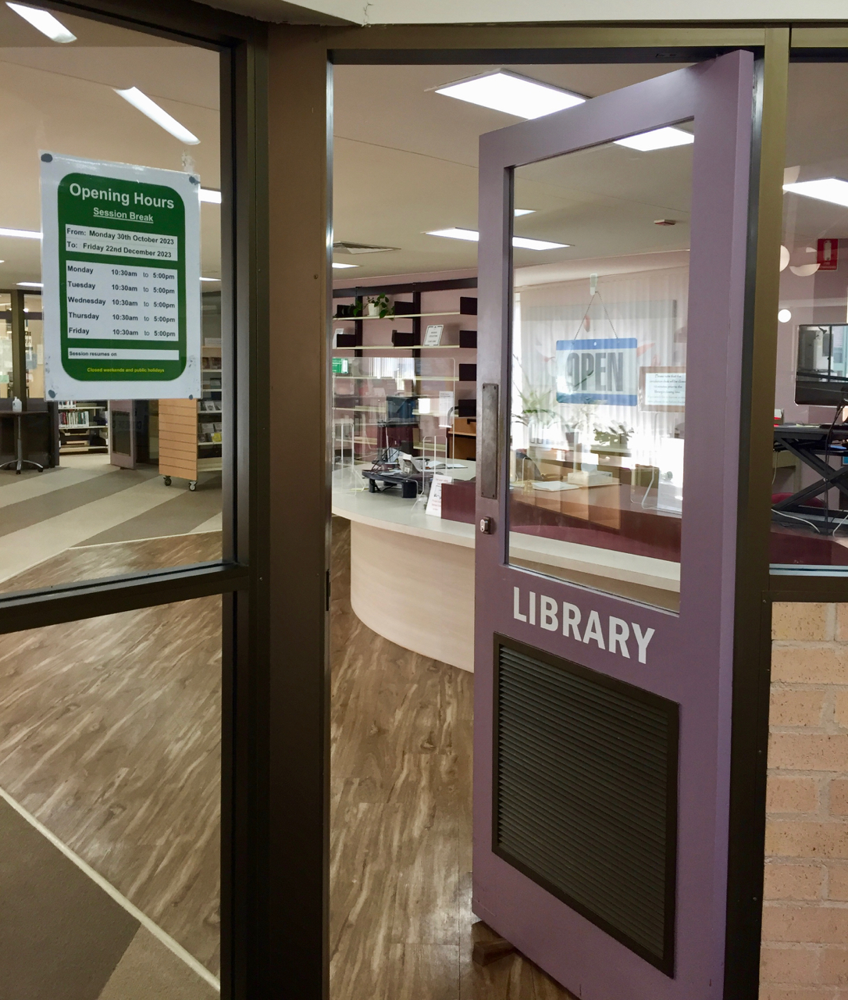 Opening Hours
Session Break
From: Monday 30th October 2023
To: Friday 22nd December 2023
Monday 10:30am to 5:00pm
Tuesday 10:30am to 5:00pm
Wednesday 10:30am to 5:00pm
Thursday 10:30am to 5:00pm
Friday 10:30am to 5:00pm
Session resumes on
Closed weekends and public holidays
OPEN
LIBRARY